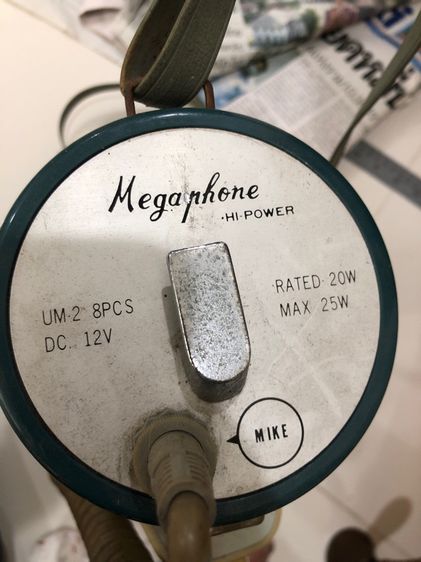 Megaphone
·HI-POWER
UM-2 8PCS
DC. 12V
RATED· 20W
MAX 25W
MIKE